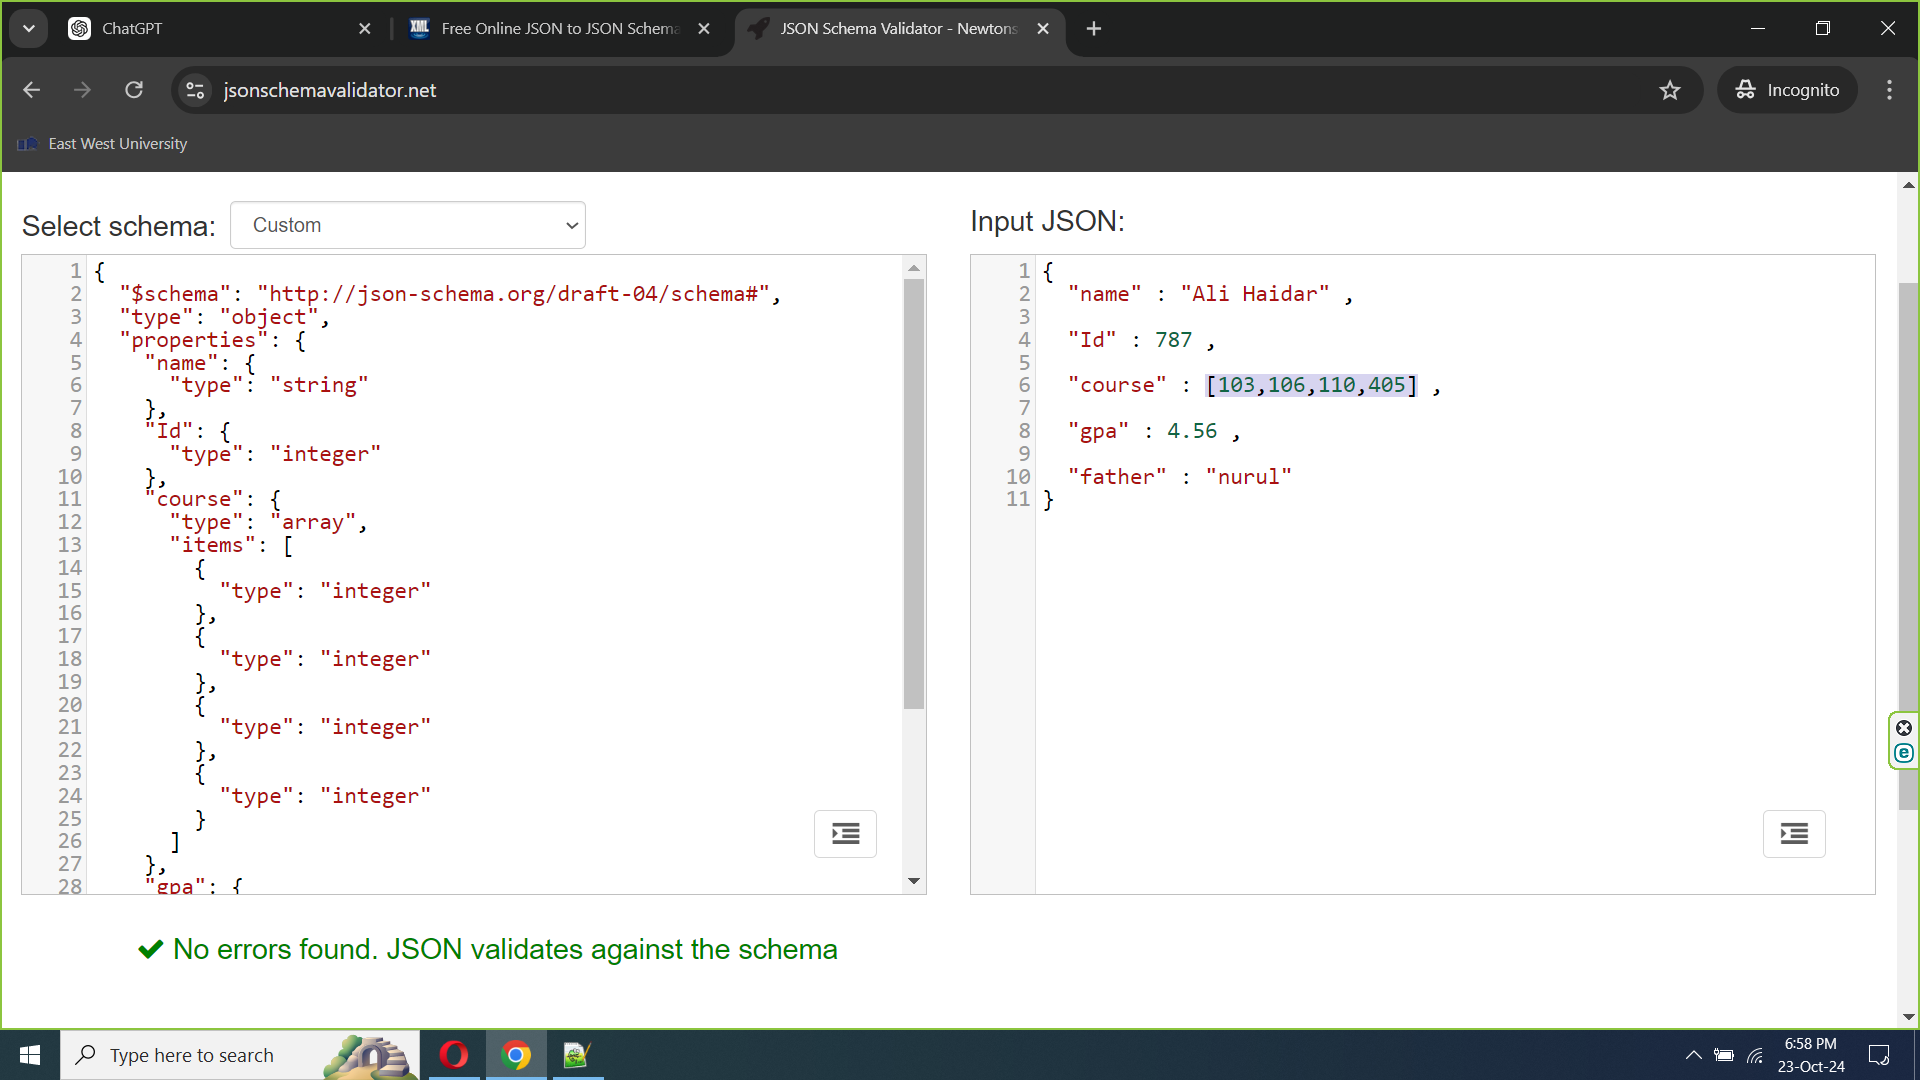 ChatGPT
Free Online JSON to JSON Schema
JSON Schema Validator - Newtons
jsonschemavalidator.net
Incognito
East West University
Select schema:
Custom
1 {
2 "$schema": "http://json-schema.org/draft-04/schema#",
3 "type": "object",
4 "properties": {
5 "name": {
6 "type": "string"
7 },
8 "Id": {
9 "type": "integer"
10 },
11 "course": {
12 "type": "array",
13 "items": [
14 {
15 "type": "integer"
16 },
17 {
18 "type": "integer"
19 },
20 {
21 "type": "integer"
22 },
23 {
24 "type": "integer"
25 }
26 ]
27 },
28 "gpa": {
Input JSON:
1 {
2 "name" : "Ali Haidar" ,
3
4 "Id" : 787 ,
5
6 "course" : [103,106,110,405] ,
7
8 "gpa" : 4.56 ,
9
10 "father" : "nurul"
11 }
No errors found. JSON validates against the schema
Type here to search
6:58 PM
23-Oct-24